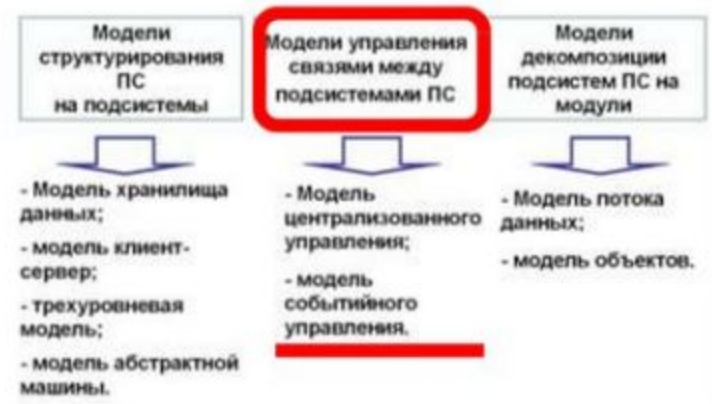 Модели
структурирования
ПС
на подсистемы
Модели управления
связями между
подсистемами ПС
Модели
декомпозиции
подсистем ПС на
модули
- Модель хранилища
данных;
- модель клиент-
сервер;
- трехуровневая
модель;
- модель абстрактной
машины.
- Модель
централизованного
управления;
- модель
событийного
управления.
- Модель потока
данных;
- модель объектов.